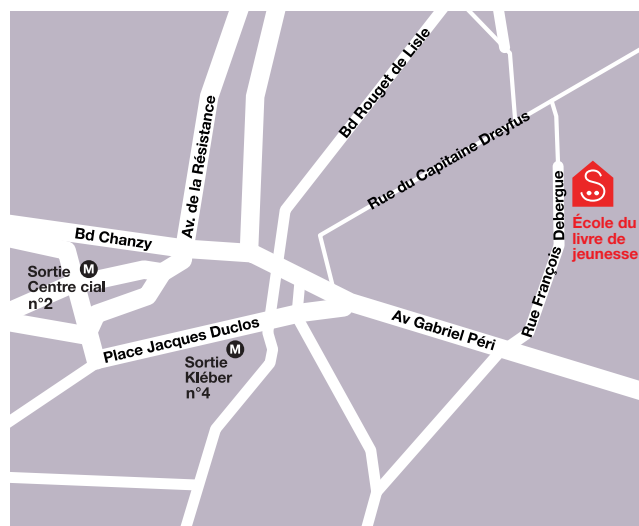 Bd Rouget de Lisle
Av. de la Résistance
Rue du Capitaine Dreyfus
Bd Chanzy
Sortie M
Centre cial
n°2
École du
livre de
jeunesse
Rue François Debergue
Place Jacques Duclos
Av Gabriel Péri
M
Sortie
Kléber
n°4